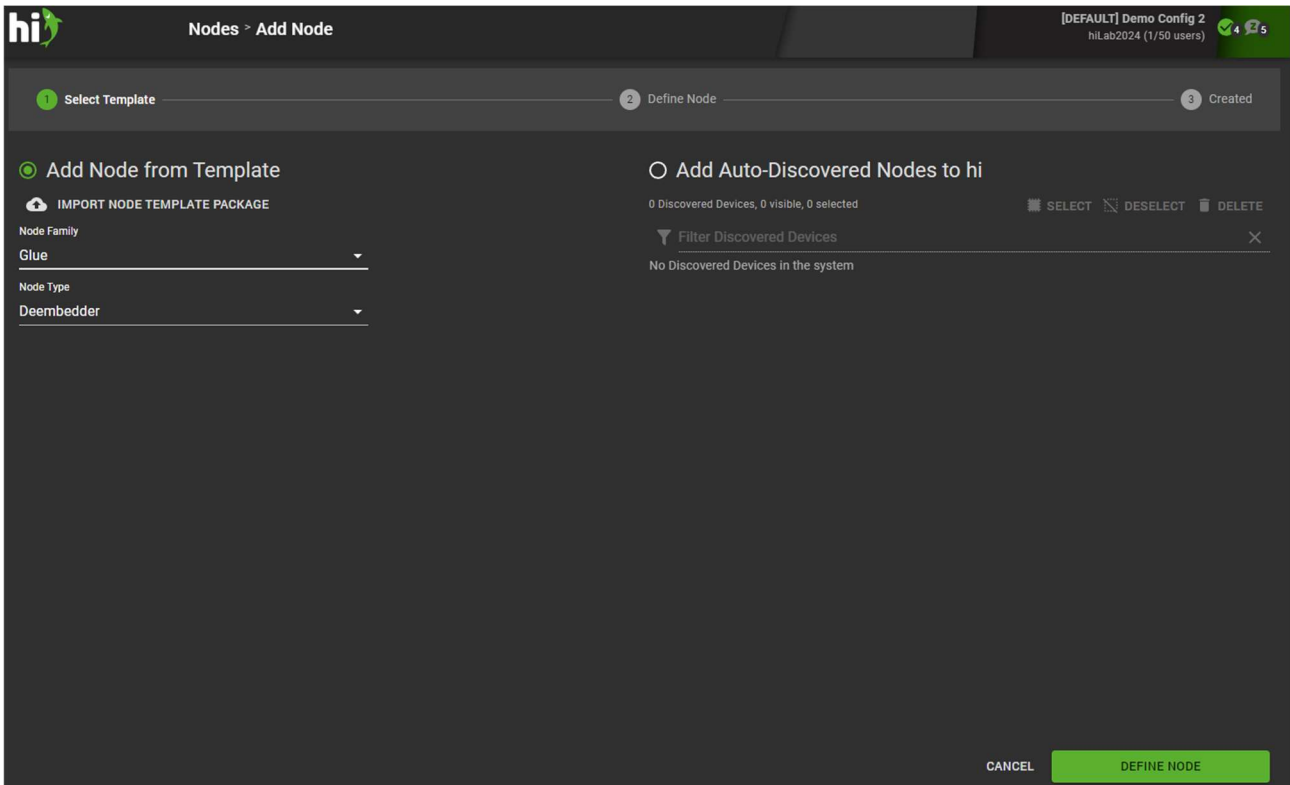 hi
Nodes > Add Node
[DEFAULT] Demo Config 2
hiLab2024 (1/50 users)
4 5
1 Select Template
2 Define Node
3 Created
Add Node from Template
IMPORT NODE TEMPLATE PACKAGE
Node Family
Glue
Node Type
Deembedder
Add Auto-Discovered Nodes to hi
0 Discovered Devices, 0 visible, 0 selected
SELECT DESELECT DELETE
Filter Discovered Devices
No Discovered Devices in the system
CANCEL DEFINE NODE